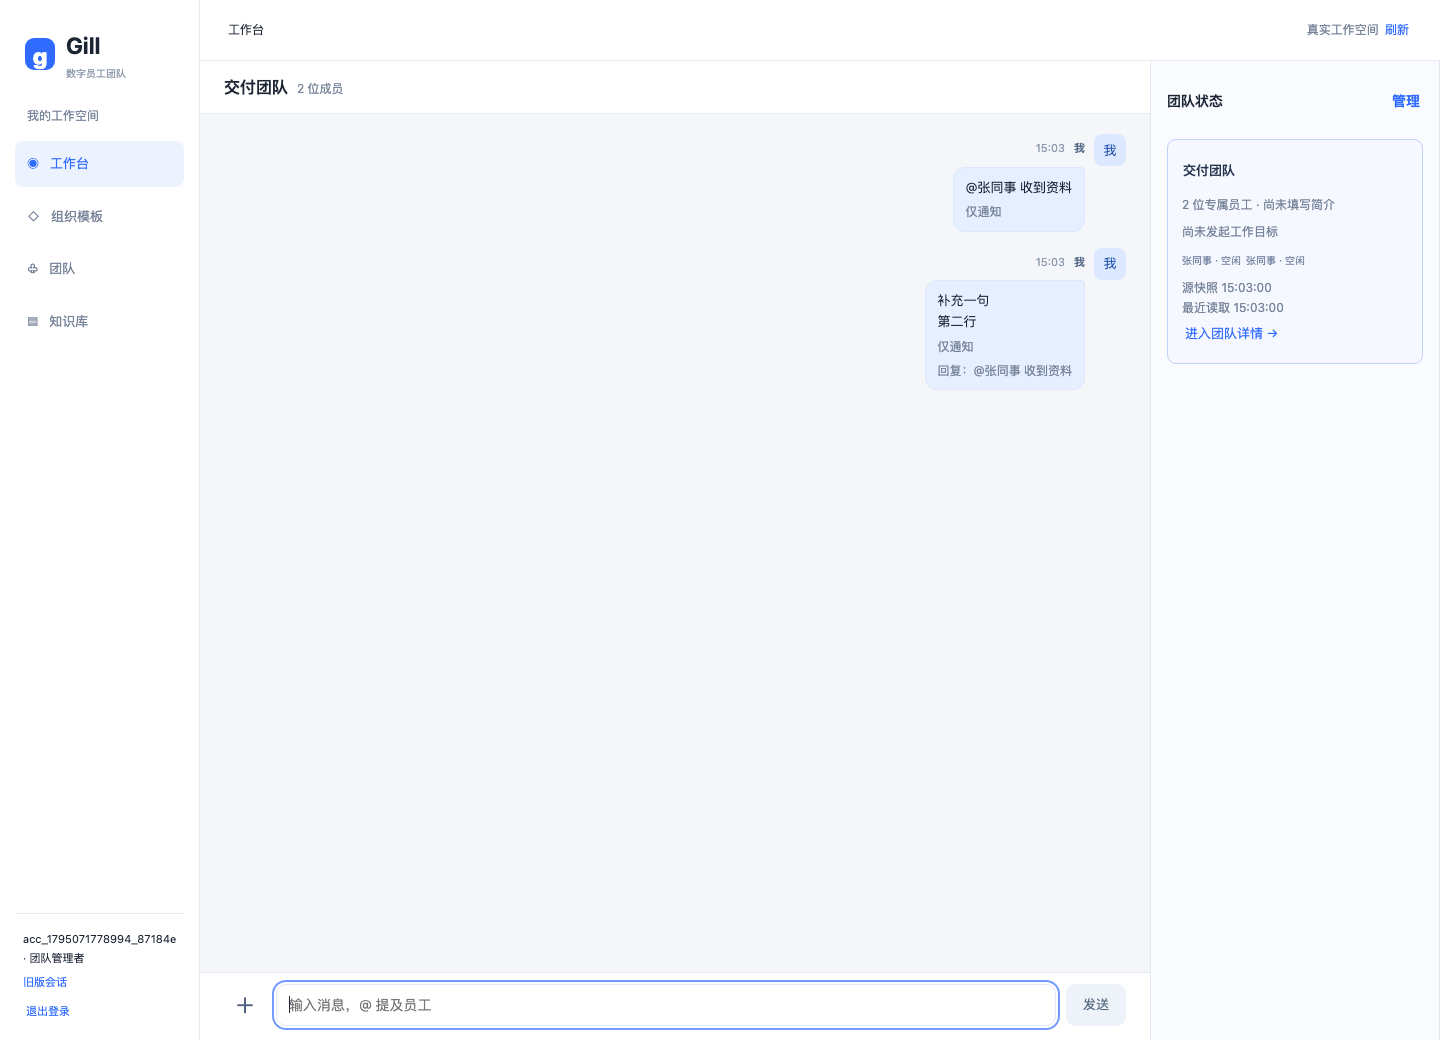 g
Gill
数字员工团队
我的工作空间
工作台
组织模板
团队
知识库
acc_1795071778994_87184e
· 团队管理者
旧版会话
退出登录
工作台
真实工作空间 刷新
交付团队 2 位成员
15:03 我 我
@张同事 收到资料
仅通知
15:03 我 我
补充一句
第二行
仅通知
回复：@张同事 收到资料
输入消息，@ 提及员工
发送
团队状态 管理
交付团队
2 位专属员工 · 尚未填写简介
尚未发起工作目标
张同事 · 空闲 张同事 · 空闲
源快照 15:03:00
最近读取 15:03:00
进入团队详情 →